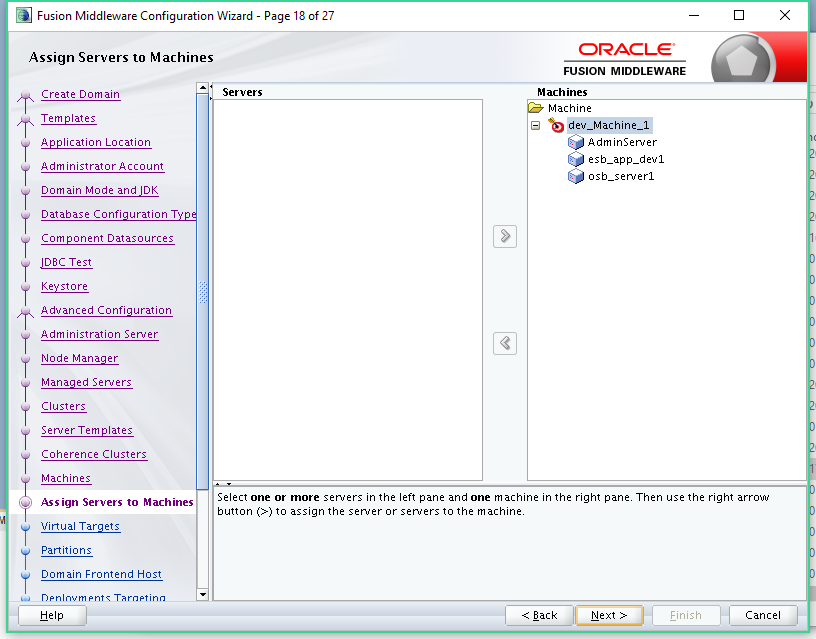 Fusion Middleware Configuration Wizard - Page 18 of 27
Assign Servers to Machines
ORACLE
FUSION MIDDLEWARE
Create Domain
Templates
Application Location
Administrator Account
Domain Mode and JDK
Database Configuration Type
Component Datasources
JDBC Test
Keystore
Advanced Configuration
Administration Server
Node Manager
Managed Servers
Clusters
Server Templates
Coherence Clusters
Machines
Assign Servers to Machines
Virtual Targets
Partitions
Domain Frontend Host
Deployments Targeting
Servers
Machines
Machine
dev_Machine_1
AdminServer
esb_app_dev1
osb_server1
Select one or more servers in the left pane and one machine in the right pane. Then use the right arrow
button (>) to assign the server or servers to the machine.
Help
< Back
Next >
Finish
Cancel